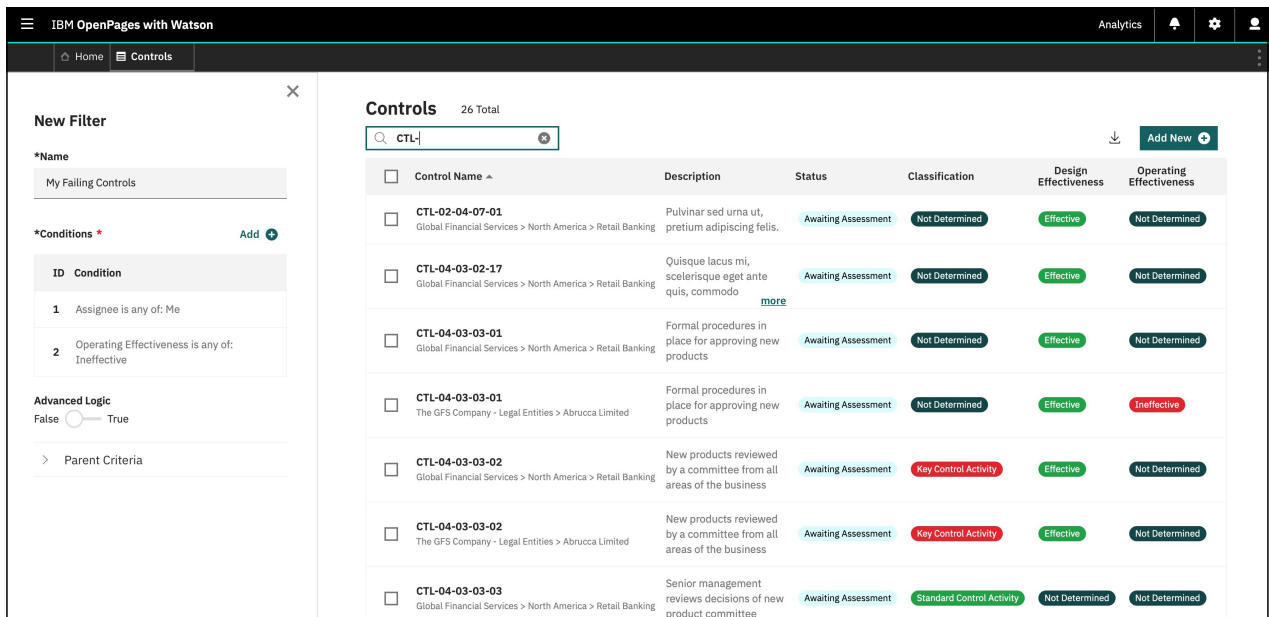 IBM OpenPages with Watson
Analytics
Home
Controls
New Filter
*Name
My Failing Controls
*Conditions *
Add
ID Condition
1 Assignee is any of: Me
2 Operating Effectiveness is any of:
Ineffective
Advanced Logic
False True
Parent Criteria
Controls 26 Total
CTL-
Add New
Control Name Description Status Classification Design
Effectiveness Operating
Effectiveness
CTL-02-04-07-01
Global Financial Services > North America > Retail Banking
Pulvinar sed urna ut,
pretium adipiscing felis.
Awaiting Assessment Not Determined Effective Not Determined
CTL-04-03-02-17
Global Financial Services > North America > Retail Banking
Quisque lacus mi,
scelerisque eget ante
quis, commodo
more
Awaiting Assessment Not Determined Effective Not Determined
CTL-04-03-03-01
Global Financial Services > North America > Retail Banking
Formal procedures in
place for approving new
products
Awaiting Assessment Not Determined Effective Not Determined
CTL-04-03-03-01
The GFS Company - Legal Entities > Abrucca Limited
Formal procedures in
place for approving new
products
Awaiting Assessment Not Determined Effective Ineffective
CTL-04-03-03-02
Global Financial Services > North America > Retail Banking
New products reviewed
by a committee from all
areas of the business
Awaiting Assessment Key Control Activity Effective Not Determined
CTL-04-03-03-02
The GFS Company - Legal Entities > Abrucca Limited
New products reviewed
by a committee from all
areas of the business
Awaiting Assessment Key Control Activity Effective Not Determined
CTL-04-03-03-03
Global Financial Services > North America > Retail Banking
Senior management
reviews decisions of new
product committee
Awaiting Assessment Standard Control Activity Not Determined Not Determined